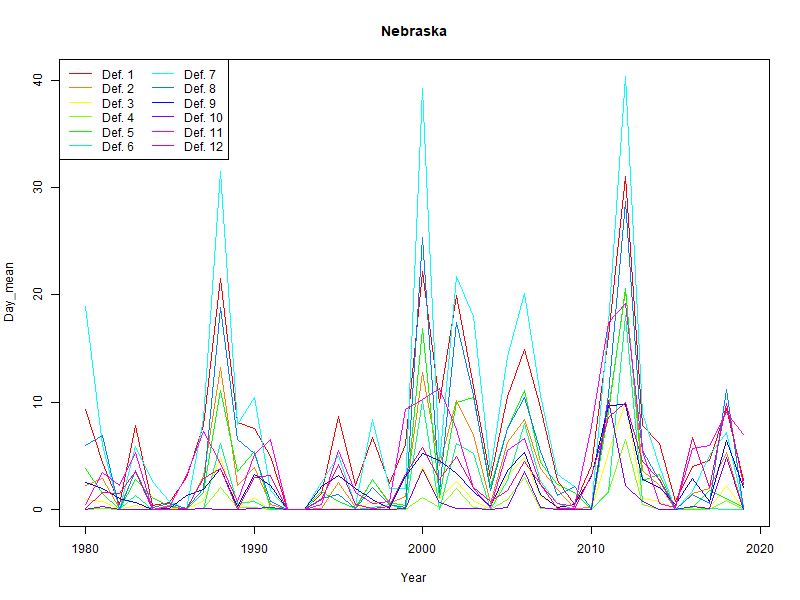 Nebraska
Def. 1 Def. 7
Def. 2 Def. 8
Def. 3 Def. 9
Def. 4 Def. 10
Def. 5 Def. 11
Def. 6 Def. 12
40
30
20
10
0
Day_mean
1980 1990 2000 2010 2020
Year